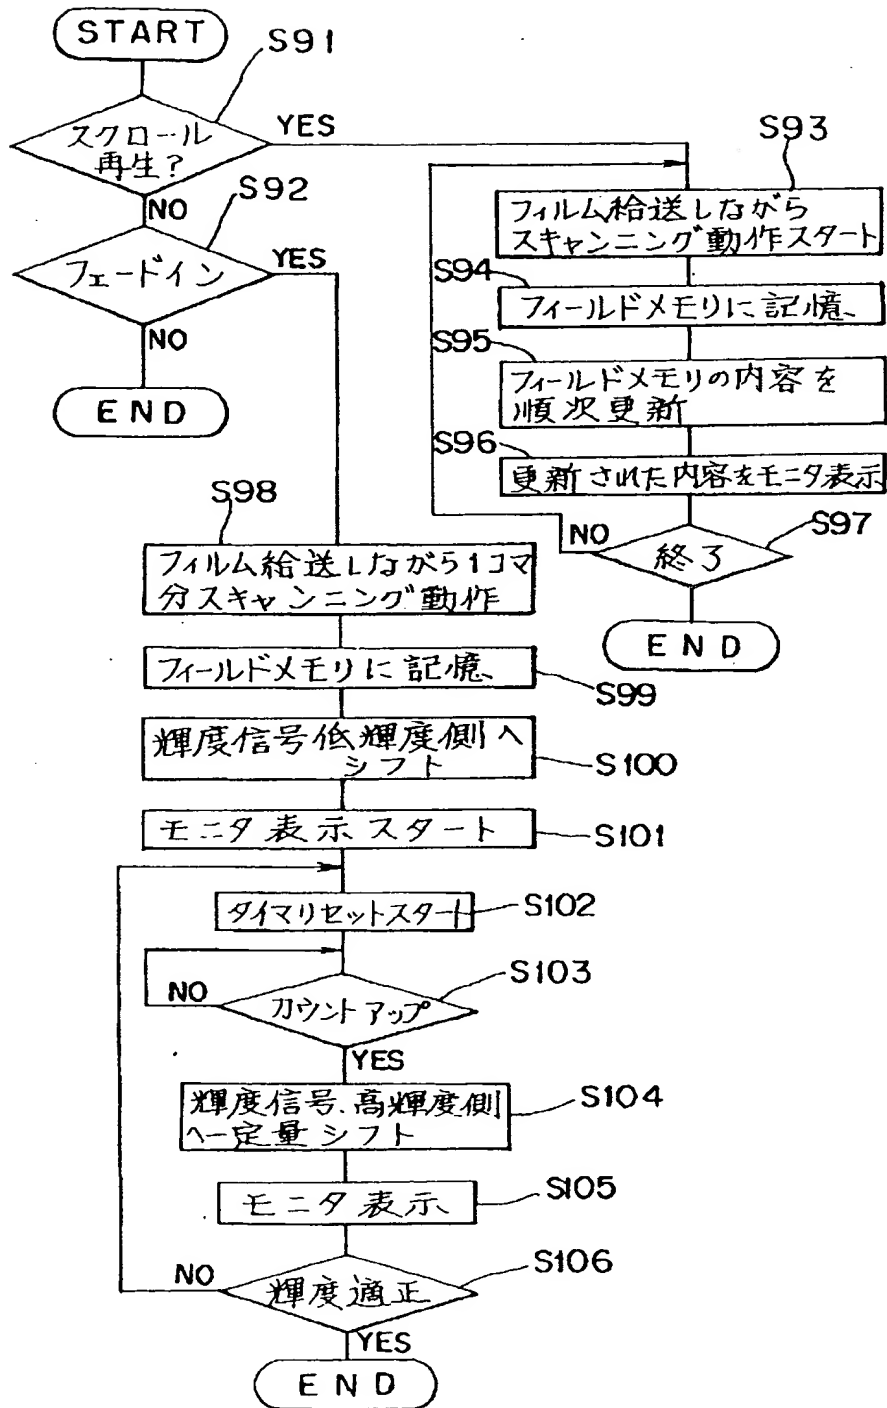 START
S91
スクロール
再生?
YES
NO
S92
フェードイン
YES
NO
END
S93
フィルム給送しながら
スキャンニング動作スタート
S94
フィールドメモリに記憶
S95
フィールドメモリの内容を
順次更新
S96
更新された内容をモニタ表示
S97
NO
終了
END
S98
フィルム給送しながら1コマ
分スキャンニング動作
フィールドメモリに記憶
S99
輝度信号低輝度側へ
シフト
S100
モニタ表示スタート
S101
タイマリセットスタート
S102
S103
NO
カウントアップ
YES
輝度信号、高輝度側
へ一定量シフト
S104
モニタ表示
S105
S106
NO
輝度適正
YES
END